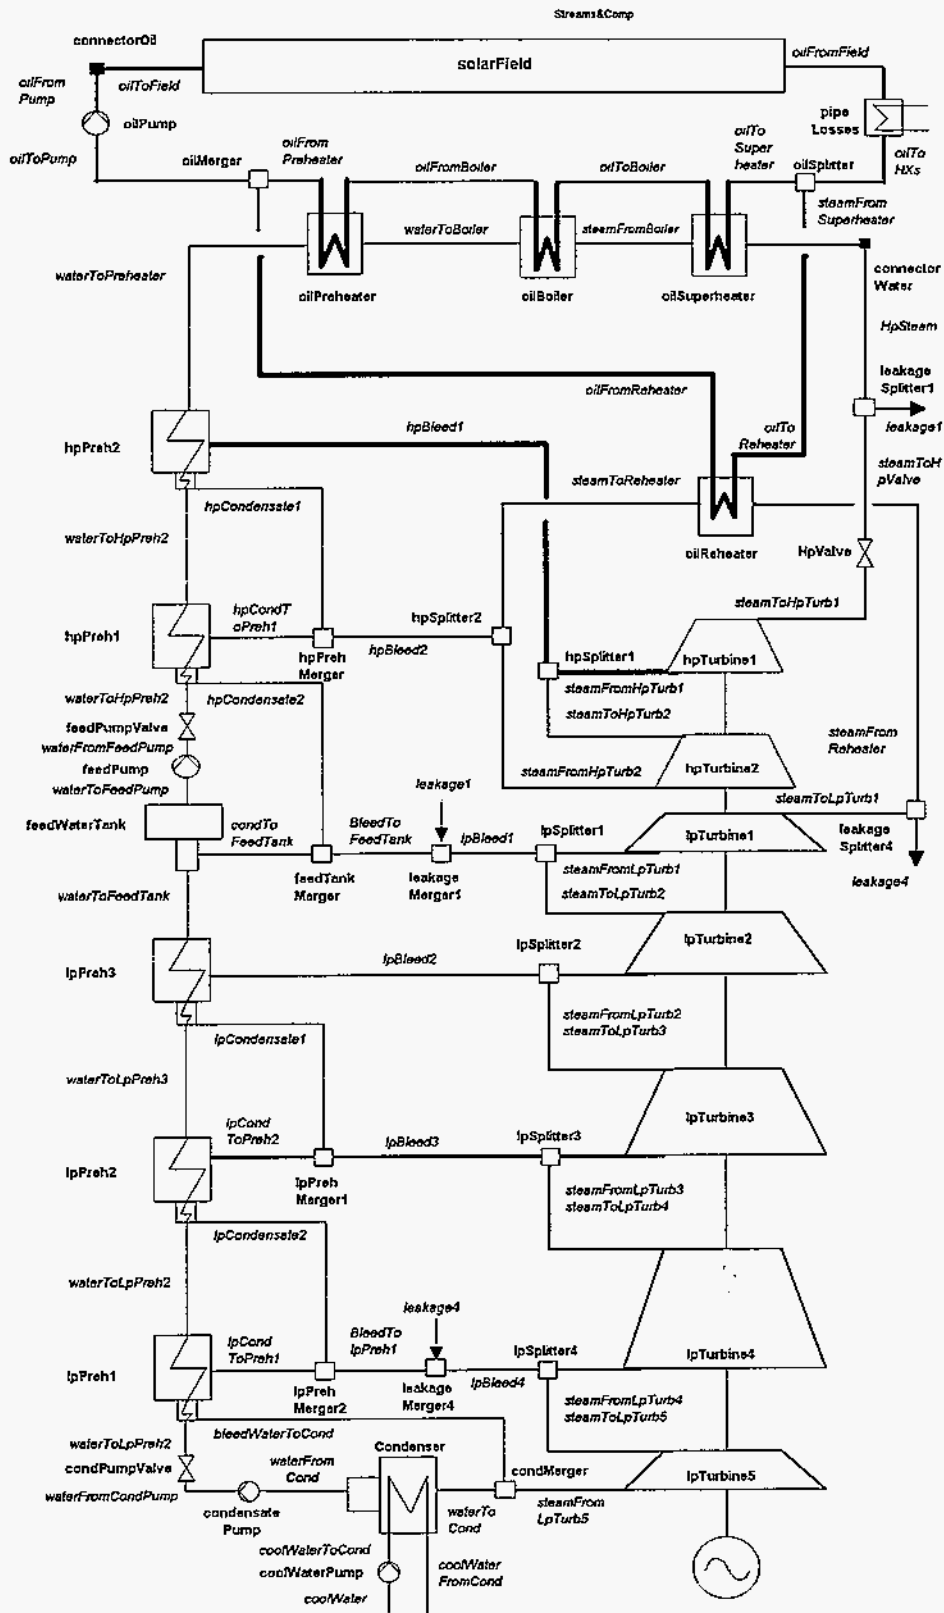 Streams&Comp
connectorOil
oilFromField
solarField
oilFrom
Pump
oilToField
pipe
Losses
oilPump
oilToPump
oilMerger
oilFrom
Preheater
oilFromBoiler
oilToBoiler
oilTo
Super
heater
oilSplitter
oilTo
HXs
steamFrom
Superheater
waterToBoiler
steamFromBoiler
waterToPreheater
oilPreheater
oilBoiler
oilSuperheater
connector
Water
HpSteam
leakage
Splitter1
leakage1
oilFromReheater
hpBleed1
oilTo
Reheater
hpPreh2
steamToH
pValve
steamToReheater
hpCondensate1
waterToHpPreh2
oilReheater
HpValve
steamToHpTurb1
hpCondT
oPreh1
hpSplitter2
hpPreh1
hpPreh
Merger
hpBleed2
hpSplitter1
hpTurbine1
steamFromHpTurb1
waterToHpPreh2
hpCondensate2
steamToHpTurb2
feedPumpValve
waterFromFeedPump
steamFrom
Reheater
feedPump
steamFromHpTurb2
hpTurbine2
waterToFeedPump
leakage1
steamToLpTurb1
feedWaterTank
condTo
FeedTank
BleedTo
FeedTank
lpBleed1
lpSplitter1
lpTurbine1
leakage
Splitter4
feedTank
Merger
leakage
Merger1
steamFromLpTurb1
leakage4
waterToFeedTank
steamToLpTurb2
lpSplitter2
lpTurbine2
lpPreh3
lpBleed2
steamFromLpTurb2
steamToLpTurb3
lpCondensate1
waterToLpPreh3
lpCond
ToPreh2
lpBleed3
lpSplitter3
lpTurbine3
lpPreh2
lpPreh
Merger1
steamFromLpTurb3
steamToLpTurb4
lpCondensate2
waterToLpPreh2
leakage4
lpCond
ToPreh1
BleedTo
lpPreh1
lpSplitter4
lpTurbine4
lpPreh1
lpPreh
Merger2
leakage
Merger4
lpBleed4
steamFromLpTurb4
steamToLpTurb5
bleedWaterToCond
waterToLpPreh2
condPumpValve
waterFrom
Cond
Condenser
condMerger
lpTurbine5
waterFromCondPump
condensate
Pump
waterTo
Cond
steamFrom
LpTurb5
coolWaterToCond
coolWaterPump
coolWater
coolWater
FromCond